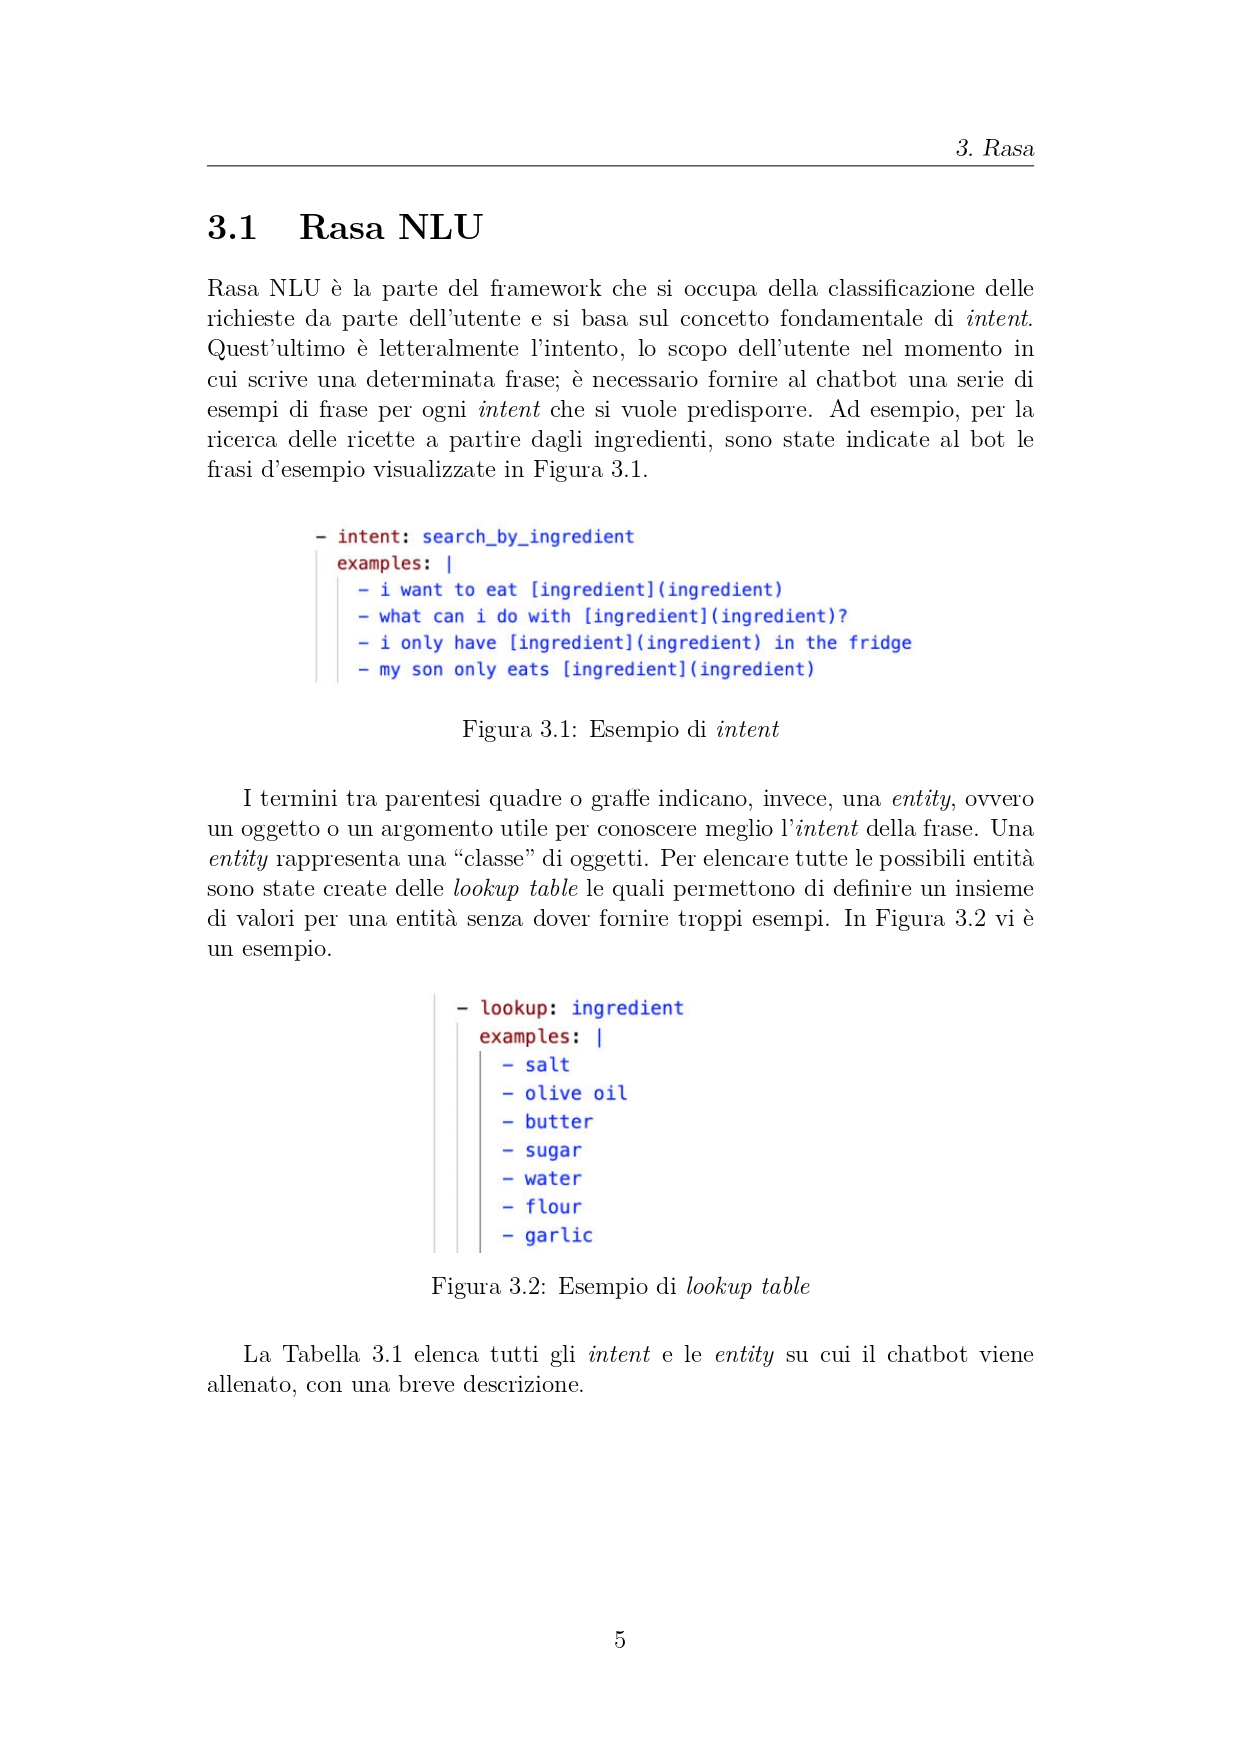 3. Rasa
3.1 Rasa NLU
Rasa NLU è la parte del framework che si occupa della classificazione delle
richieste da parte dell'utente e si basa sul concetto fondamentale di intent.
Quest'ultimo è letteralmente l'intento, lo scopo dell'utente nel momento in
cui scrive una determinata frase; è necessario fornire al chatbot una serie di
esempi di frase per ogni intent che si vuole predisporre. Ad esempio, per la
ricerca delle ricette a partire dagli ingredienti, sono state indicate al bot le
frasi d'esempio visualizzate in Figura 3.1.
- intent: search_by_ingredient
examples: |
- i want to eat [ingredient](ingredient)
- what can i do with [ingredient](ingredient)?
- i only have [ingredient](ingredient) in the fridge
- my son only eats [ingredient](ingredient)
Figura 3.1: Esempio di intent
I termini tra parentesi quadre o graffe indicano, invece, una entity, ovvero
un oggetto o un argomento utile per conoscere meglio l'intent della frase. Una
entity rappresenta una “classe” di oggetti. Per elencare tutte le possibili entità
sono state create delle lookup table le quali permettono di definire un insieme
di valori per una entità senza dover fornire troppi esempi. In Figura 3.2 vi è
un esempio.
- lookup: ingredient
examples: |
- salt
- olive oil
- butter
- sugar
- water
- flour
- garlic
Figura 3.2: Esempio di lookup table
La Tabella 3.1 elenca tutti gli intent e le entity su cui il chatbot viene
allenato, con una breve descrizione.
5